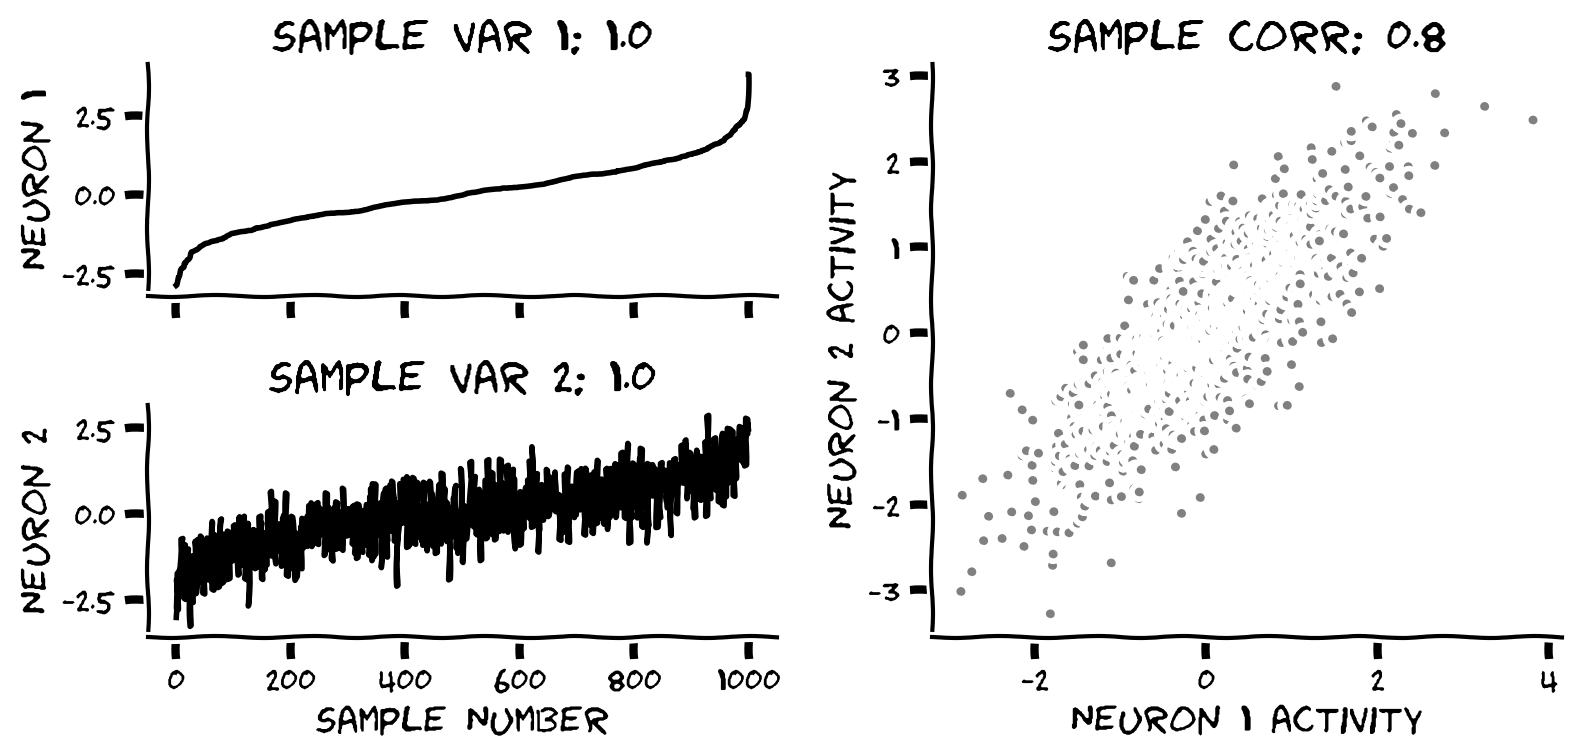 SAMPLE VAR 1: 1.0
NEURON 1
2.5
0.0
-2.5
SAMPLE VAR 2: 1.0
NEURON 2
2.5
0.0
-2.5
0 200 400 600 800 1000
SAMPLE NUMBER
SAMPLE CORR: 0.8
NEURON 2 ACTIVITY
3
2
1
0
-1
-2
-3
-2 0 2 4
NEURON 1 ACTIVITY